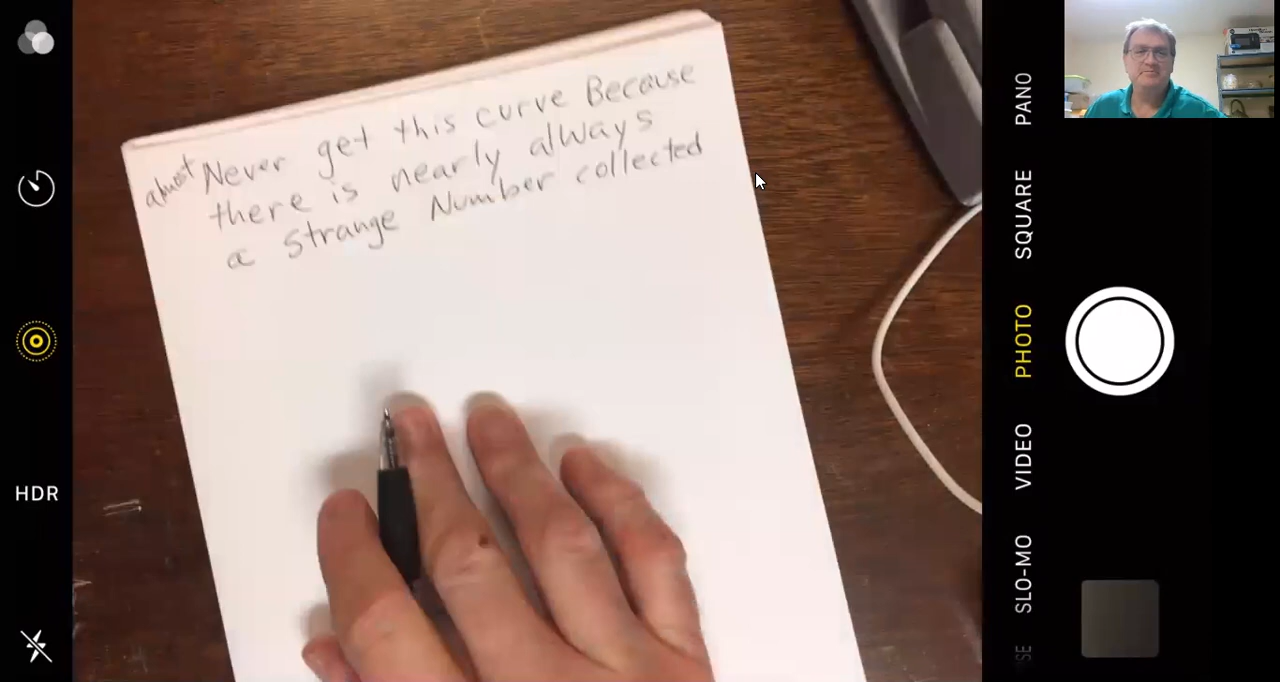 almost Never get this curve Because
there is nearly always
a Strange Number collected
HDR
PANO
SQUARE
PHOTO
VIDEO
SLO-MO
SE